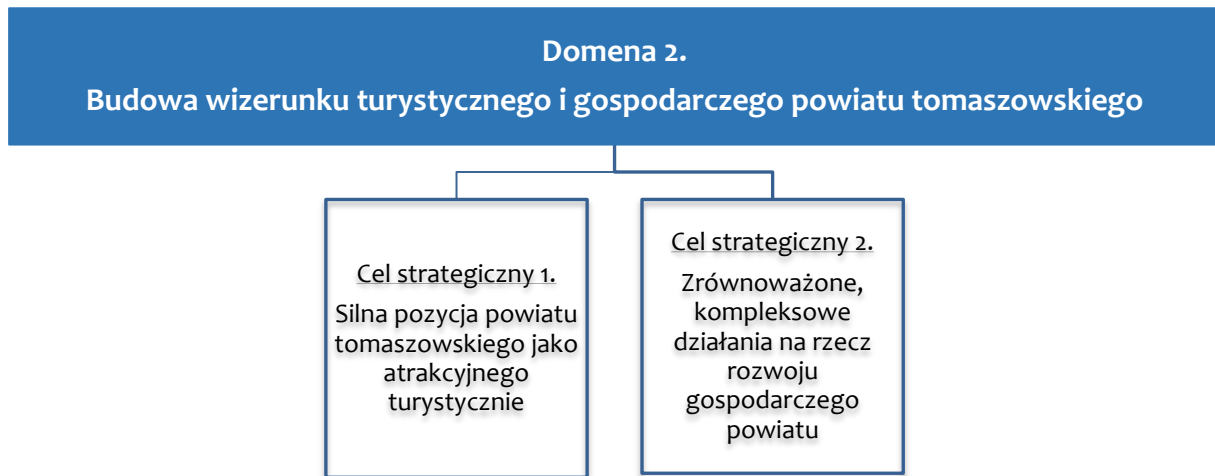 Domena 2.
Budowa wizerunku turystycznego i gospodarczego powiatu tomaszowskiego
Cel strategiczny 1.
Silna pozycja powiatu
tomaszowskiego jako
atrakcyjnego
turystycznie
Cel strategiczny 2.
Zrównoważone,
kompleksowe
działania na rzecz
rozwoju
gospodarczego
powiatu